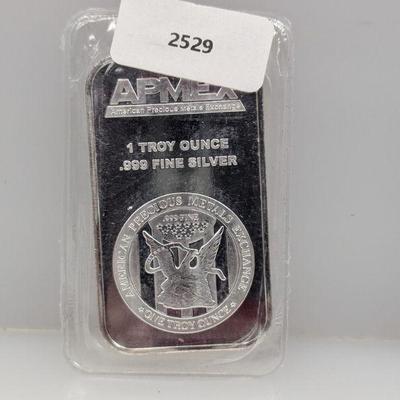 2529
APMEX
American Precious Metals Exchange
1 TROY OUNCE
.999 FINE SILVER
AMERICAN PRECIOUS METALS EXCHANGE
.999 FINE
ONE TROY OUNCE